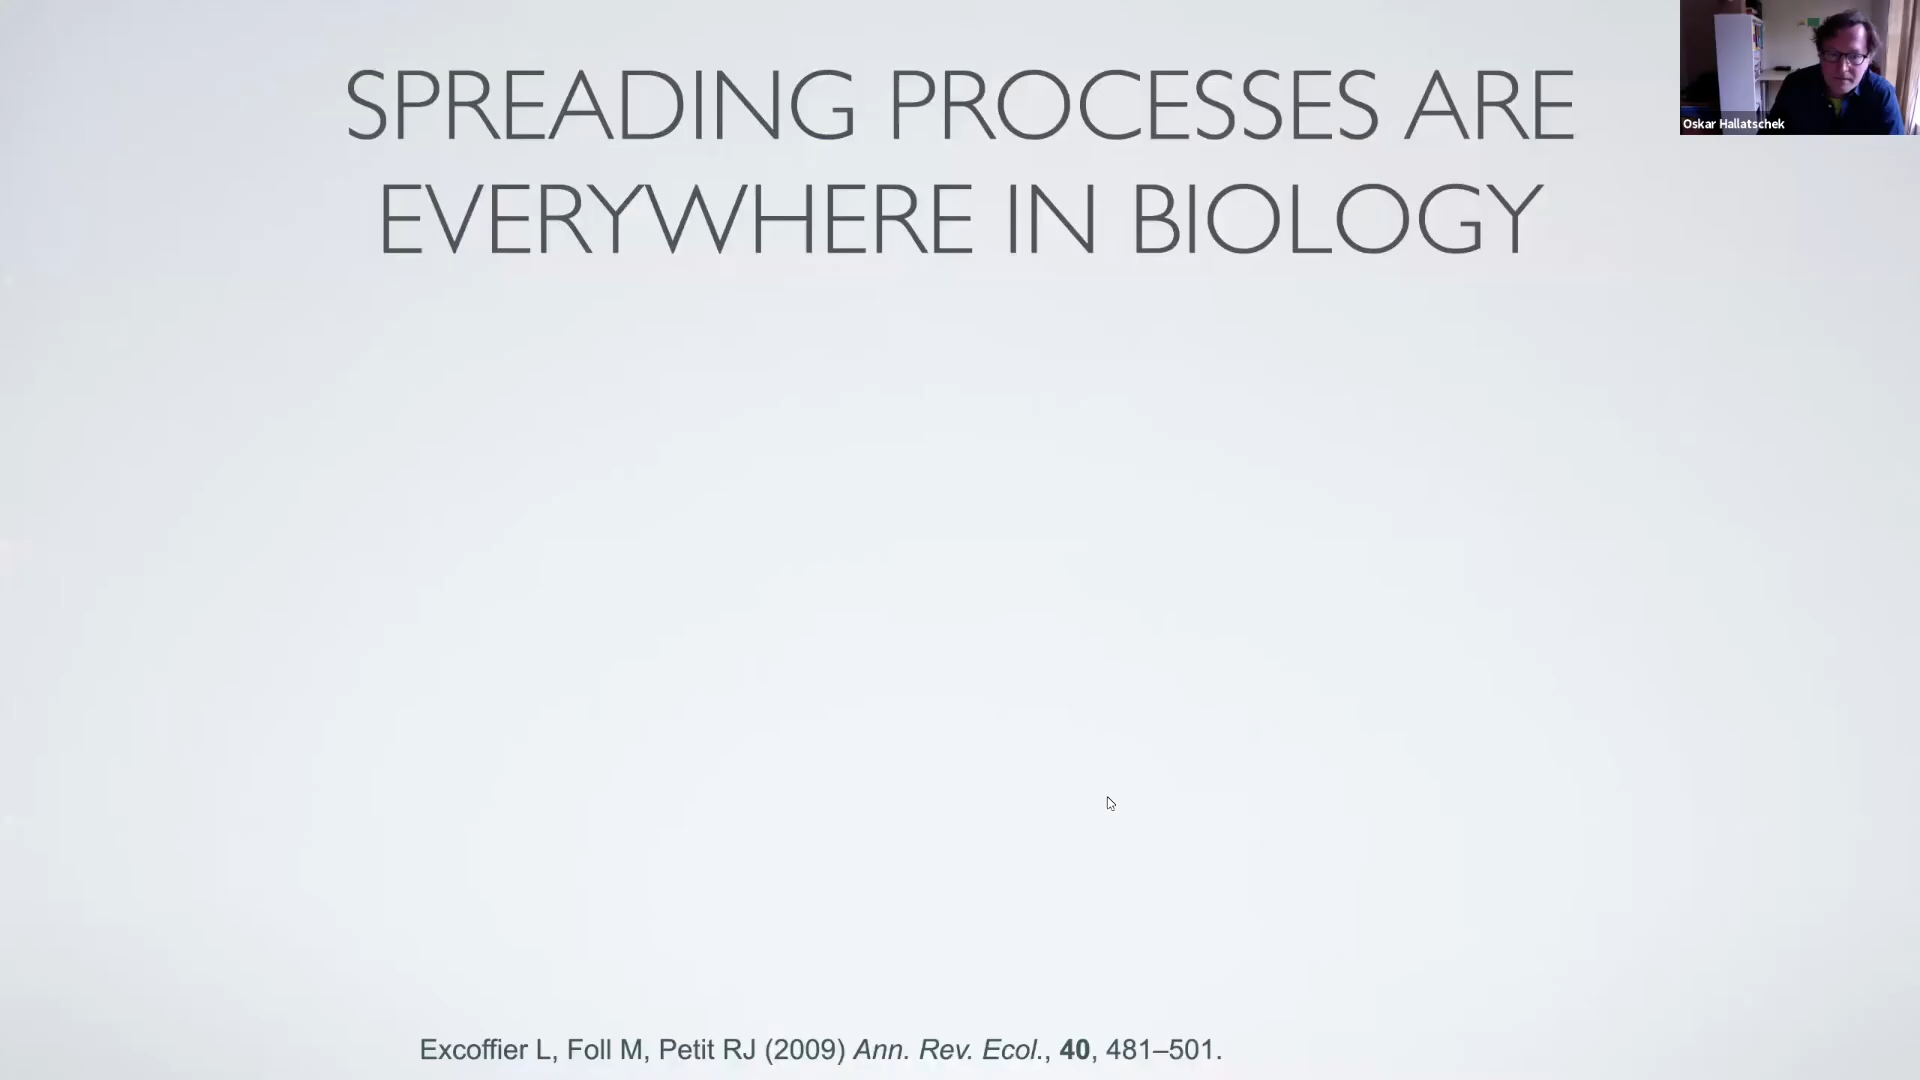 SPREADING PROCESSES ARE
EVERYWHERE IN BIOLOGY
Oskar Hallatschek
Excoffier L, Foll M, Petit RJ (2009) Ann. Rev. Ecol., 40, 481–501.